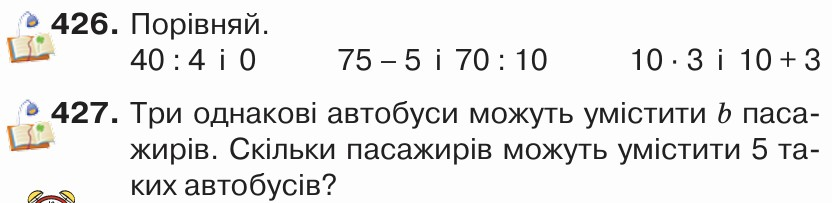 426. Порівняй.
40 : 4 і 0 75 – 5 і 70 : 10 10 · 3 і 10 + 3
427. Три однакові автобуси можуть умістити b паса-
жирів. Скільки пасажирів можуть умістити 5 та-
ких автобусів?